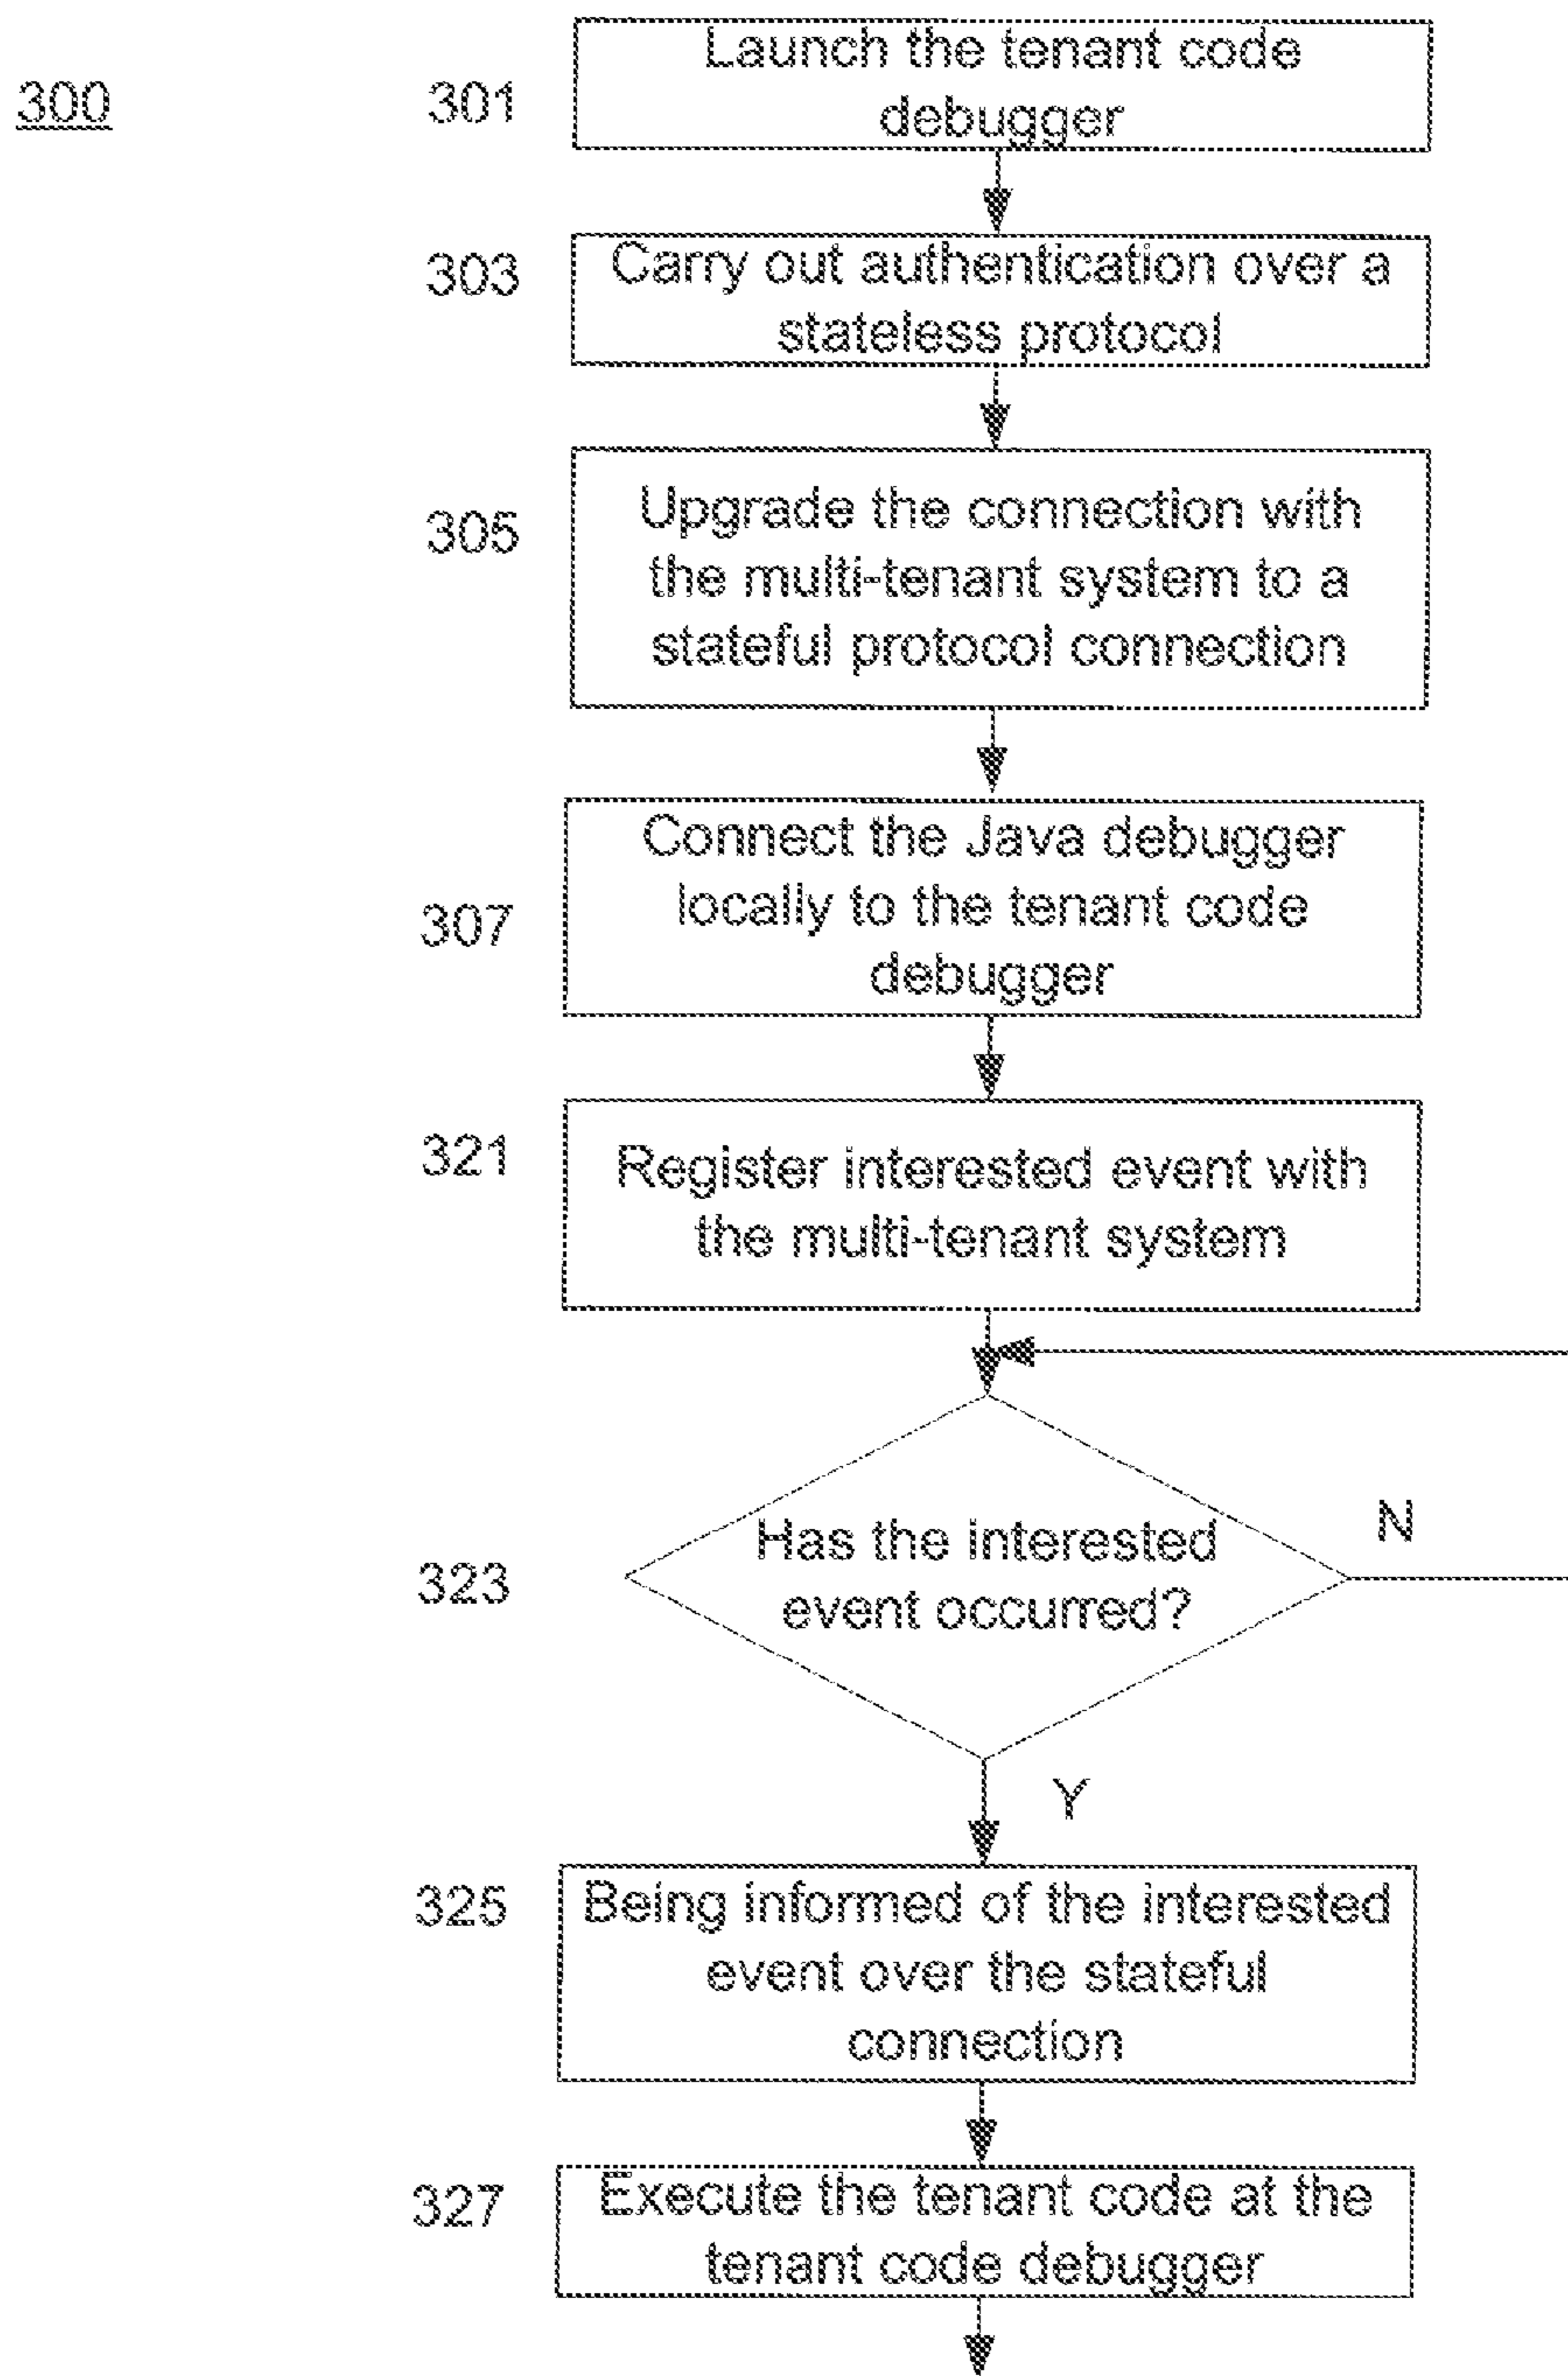 300
301
Launch the tenant code
debugger
303
Carry out authentication over a
stateless protocol
305
Upgrade the connection with
the multi-tenant system to a
stateful protocol connection
307
Connect the Java debugger
locally to the tenant code
debugger
321
Register interested event with
the multi-tenant system
323
Has the interested
event occurred?
N
Y
325
Being informed of the interested
event over the stateful
connection
327
Execute the tenant code at the
tenant code debugger